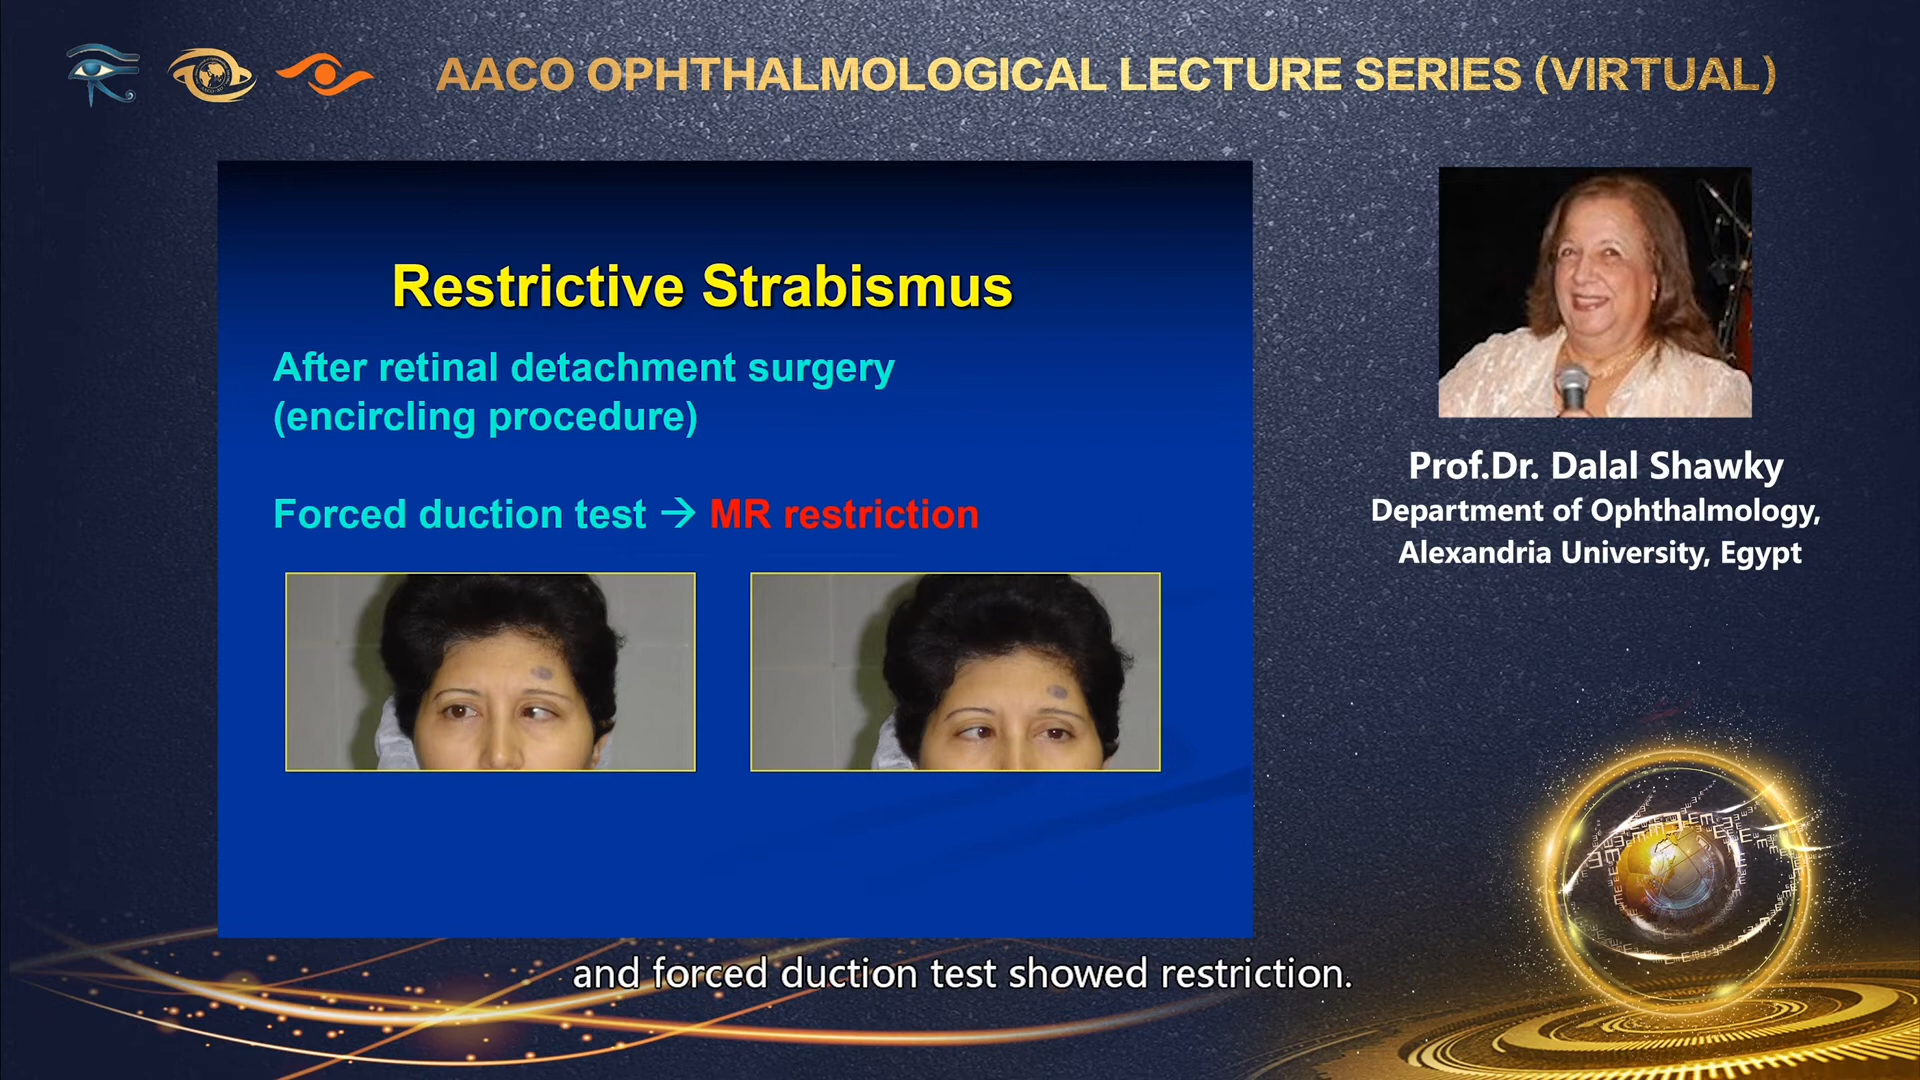 AACO OPHTHALMOLOGICAL LECTURE SERIES (VIRTUAL)
Restrictive Strabismus
After retinal detachment surgery
(encircling procedure)
Forced duction test → MR restriction
Prof.Dr. Dalal Shawky
Department of Ophthalmology,
Alexandria University, Egypt
and forced duction test showed restriction.